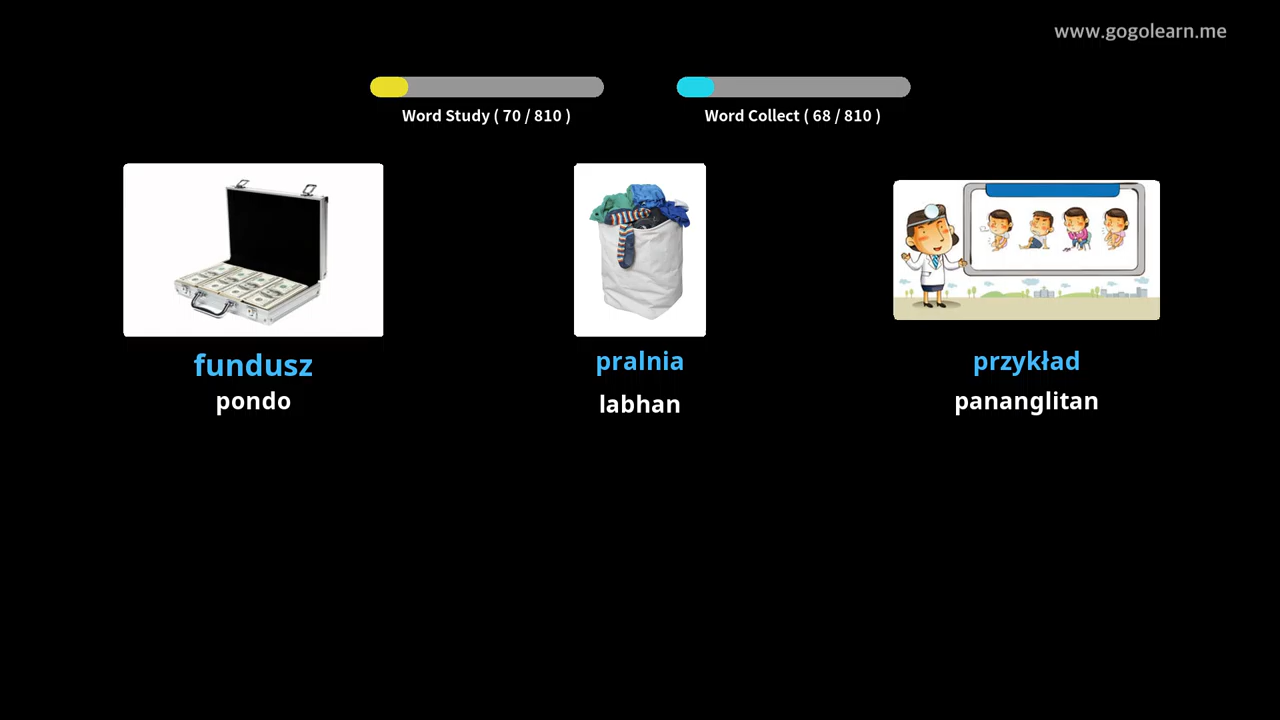 www.gogolearn.me
Word Study ( 70 / 810 )
Word Collect ( 68 / 810 )
fundusz
pondo
pralnia
labhan
przykład
pananglitan